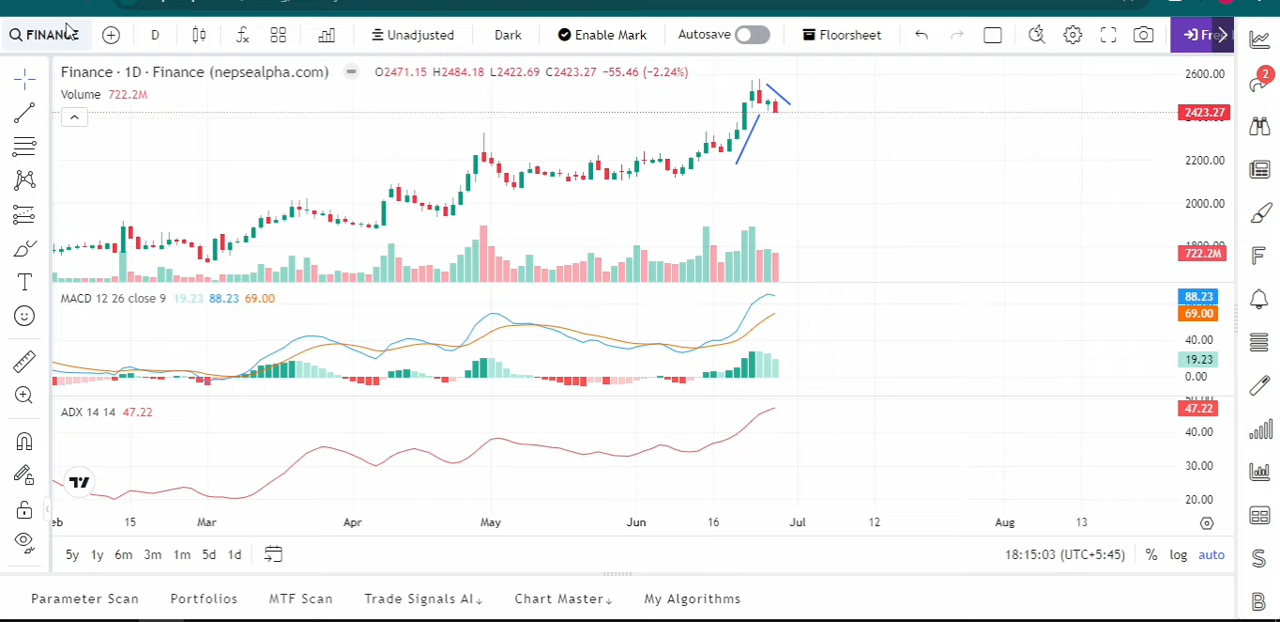 FINANCE
D
Unadjusted
Dark
Enable Mark
Autosave
Floorsheet
Finance · 1D · Finance (nepsealpha.com) O2471.15 H2484.18 L2422.69 C2423.27 −55.46 (−2.24%)
Volume 722.2M
2600.00
2423.27
2200.00
2000.00
722.2M
MACD 12 26 close 9 19.23 88.23 69.00
88.23
69.00
40.00
19.23
0.00
ADX 14 14 47.22
47.22
40.00
30.00
20.00
15 Mar Apr May Jun 16 Jul 12 Aug 13
5y 1y 6m 3m 1m 5d 1d
18:15:03 (UTC+5:45) % log auto
Parameter Scan Portfolios MTF Scan Trade Signals AI Chart Master My Algorithms
2
F
S
B
T